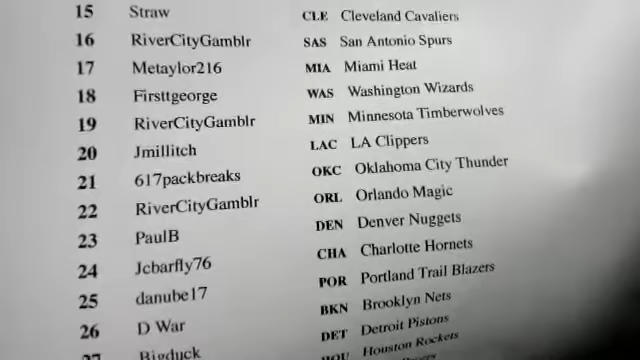 15 Straw CLE Cleveland Cavaliers
16 RiverCityGamblr SAS San Antonio Spurs
17 Metaylor216 MIA Miami Heat
18 Firsttgeorge WAS Washington Wizards
19 RiverCityGamblr MIN Minnesota Timberwolves
20 Jmillitch LAC LA Clippers
21 617packbreaks OKC Oklahoma City Thunder
22 RiverCityGamblr ORL Orlando Magic
23 PaulB DEN Denver Nuggets
24 Jcbarfly76 CHA Charlotte Hornets
25 danube17 POR Portland Trail Blazers
26 D War BKN Brooklyn Nets
27 Bigduck DET Detroit Pistons
HOU Houston Rockets